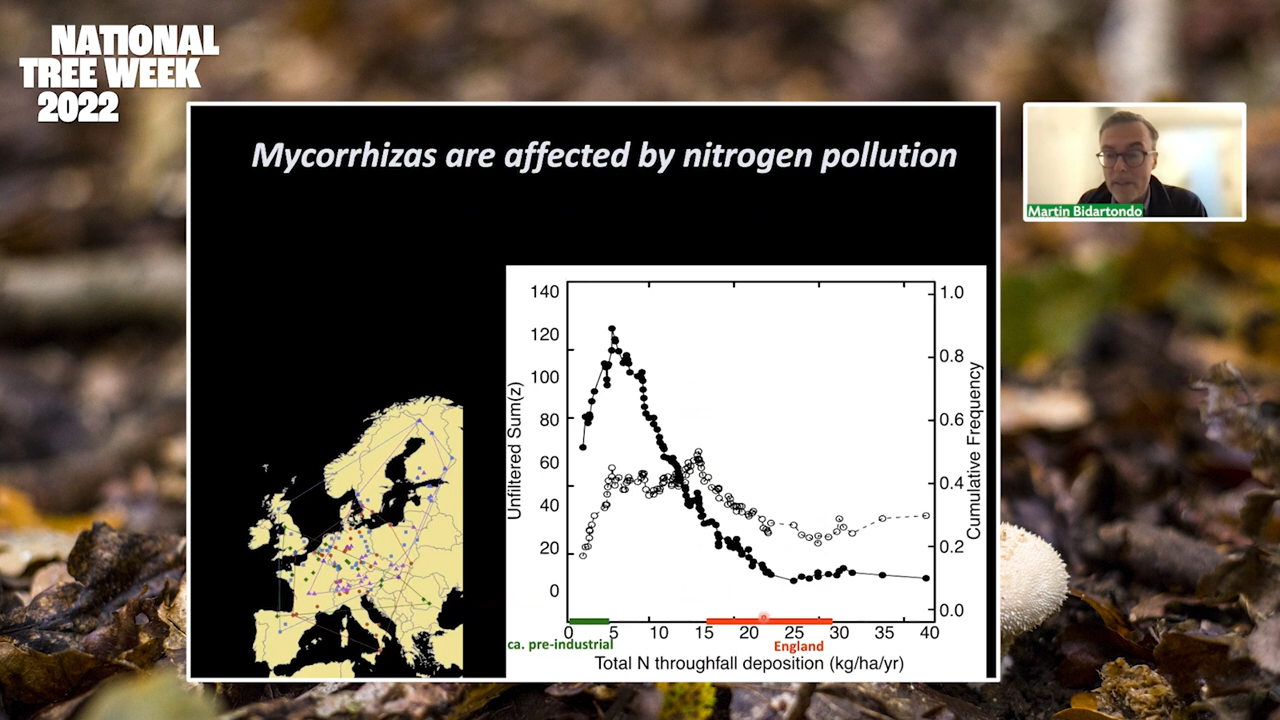 NATIONAL
TREE WEEK
2022
Mycorrhizas are affected by nitrogen pollution
Martin Bidartondo
140
120
100
80
60
40
20
0
Unfiltered Sum(z)
1.0
0.8
0.6
0.4
0.2
0.0
Cumulative Frequency
0 5 10 15 20 25 30 35 40
ca. pre-industrial
England
Total N throughfall deposition (kg/ha/yr)